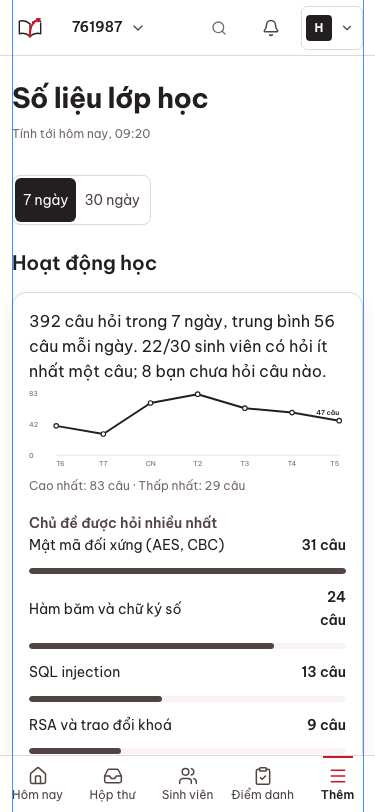 761987
H
Số liệu lớp học
Tính tới hôm nay, 09:20
7 ngày
30 ngày
Hoạt động học
392 câu hỏi trong 7 ngày, trung bình 56
câu mỗi ngày. 22/30 sinh viên có hỏi ít
nhất một câu; 8 bạn chưa hỏi câu nào.
83
42
0
47 câu
T6 T7 CN T2 T3 T4 T5
Cao nhất: 83 câu · Thấp nhất: 29 câu
Chủ đề được hỏi nhiều nhất
Mật mã đối xứng (AES, CBC) 31 câu
Hàm băm và chữ ký số 24
câu
SQL injection 13 câu
RSA và trao đổi khoá 9 câu
Hôm nay Hộp thư Sinh viên Điểm danh Thêm